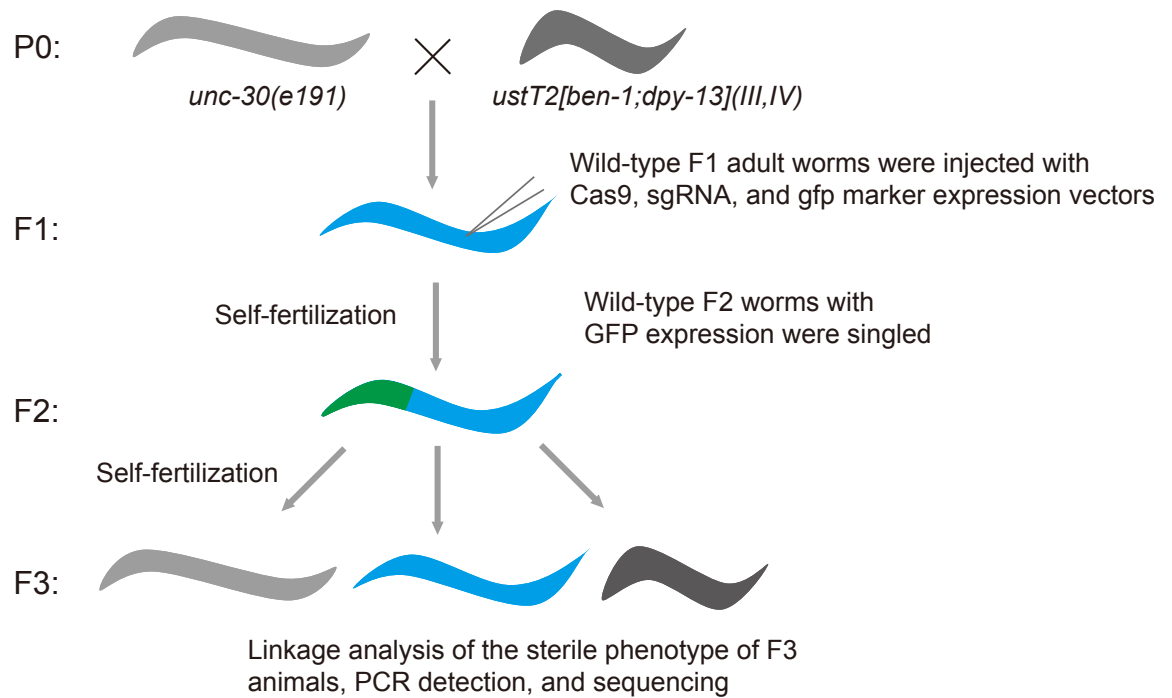 P0:
unc-30(e191)
ustT2[ben-1;dpy-13](III,IV)
Wild-type F1 adult worms were injected with
Cas9, sgRNA, and gfp marker expression vectors
F1:
Self-fertilization
Wild-type F2 worms with
GFP expression were singled
F2:
Self-fertilization
F3:
Linkage analysis of the sterile phenotype of F3
animals, PCR detection, and sequencing